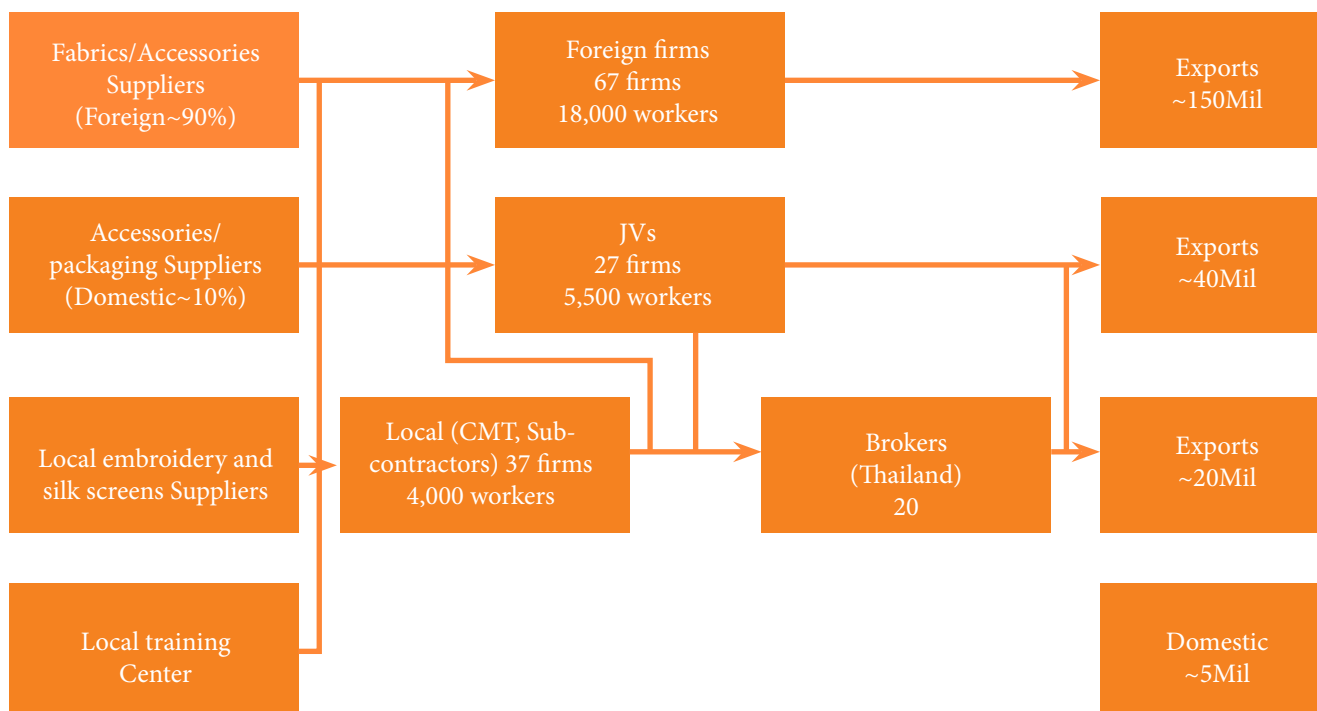 Fabrics/Accessories
Suppliers
(Foreign~90%)
Foreign firms
67 firms
18,000 workers
Exports
~150Mil
Accessories/
packaging Suppliers
(Domestic~10%)
JVs
27 firms
5,500 workers
Exports
~40Mil
Local embroidery and
silk screens Suppliers
Local (CMT, Sub-
contractors) 37 firms
4,000 workers
Brokers
(Thailand)
20
Exports
~20Mil
Local training
Center
Domestic
~5Mil